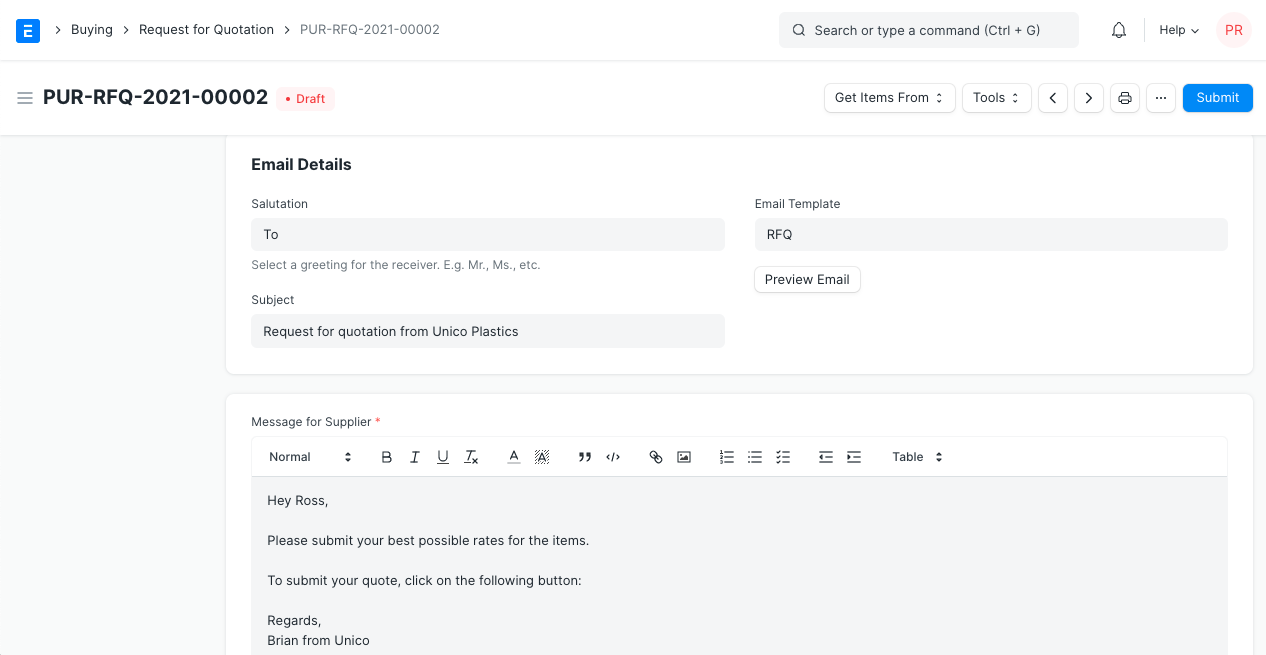 E
Buying
Request for Quotation
PUR-RFQ-2021-00002
Search or type a command (Ctrl + G)
Help
PR
PUR-RFQ-2021-00002
• Draft
Get Items From
Tools
...
Submit
Email Details
Salutation
To
Select a greeting for the receiver. E.g. Mr., Ms., etc.
Email Template
RFQ
Preview Email
Subject
Request for quotation from Unico Plastics
Message for Supplier *
Normal
Table
Hey Ross,
Please submit your best possible rates for the items.
To submit your quote, click on the following button:
Regards,
Brian from Unico